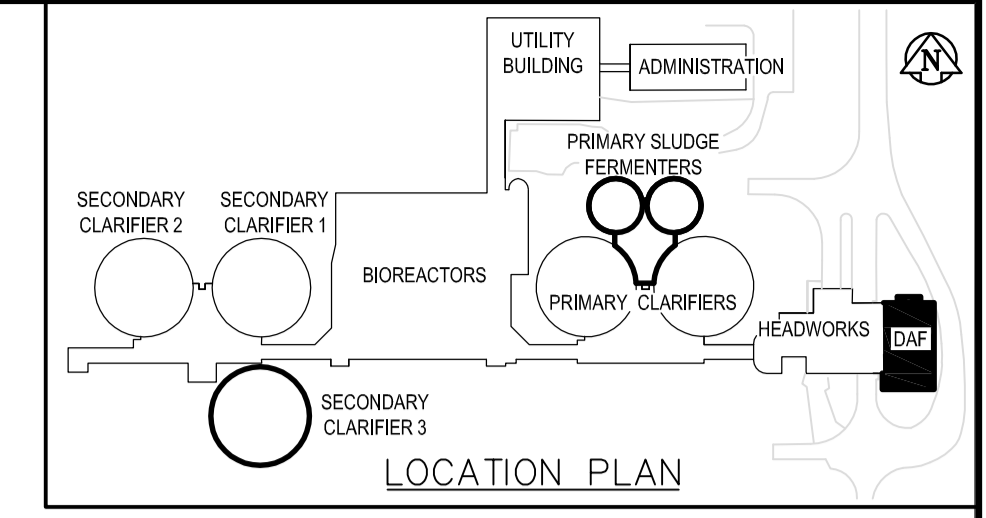 UTILITY
BUILDING
ADMINISTRATION
N
PRIMARY SLUDGE
FERMENTERS
SECONDARY
CLARIFIER 2
SECONDARY
CLARIFIER 1
BIOREACTORS
PRIMARY CLARIFIERS
HEADWORKS
DAF
SECONDARY
CLARIFIER 3
LOCATION PLAN